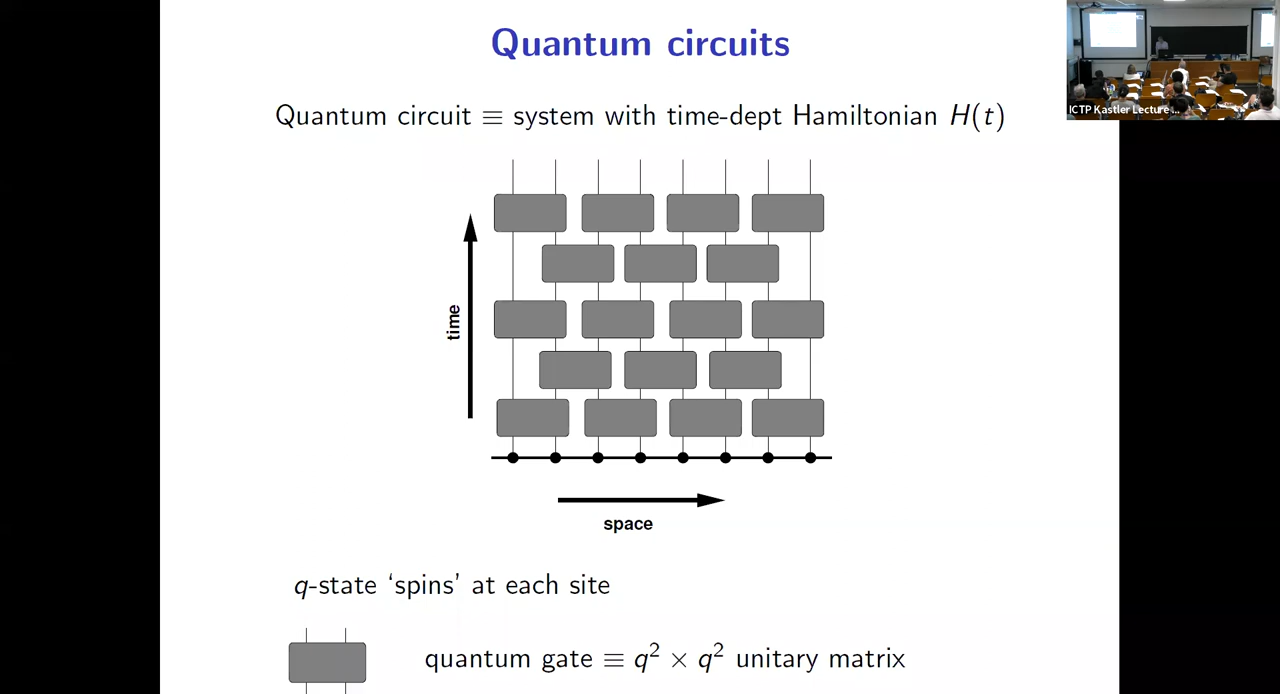 Quantum circuits
ICTP Kastler Lecture ...
Quantum circuit ≡ system with time-dept Hamiltonian H(t)
time
space
q-state ‘spins’ at each site
quantum gate ≡ q² × q² unitary matrix